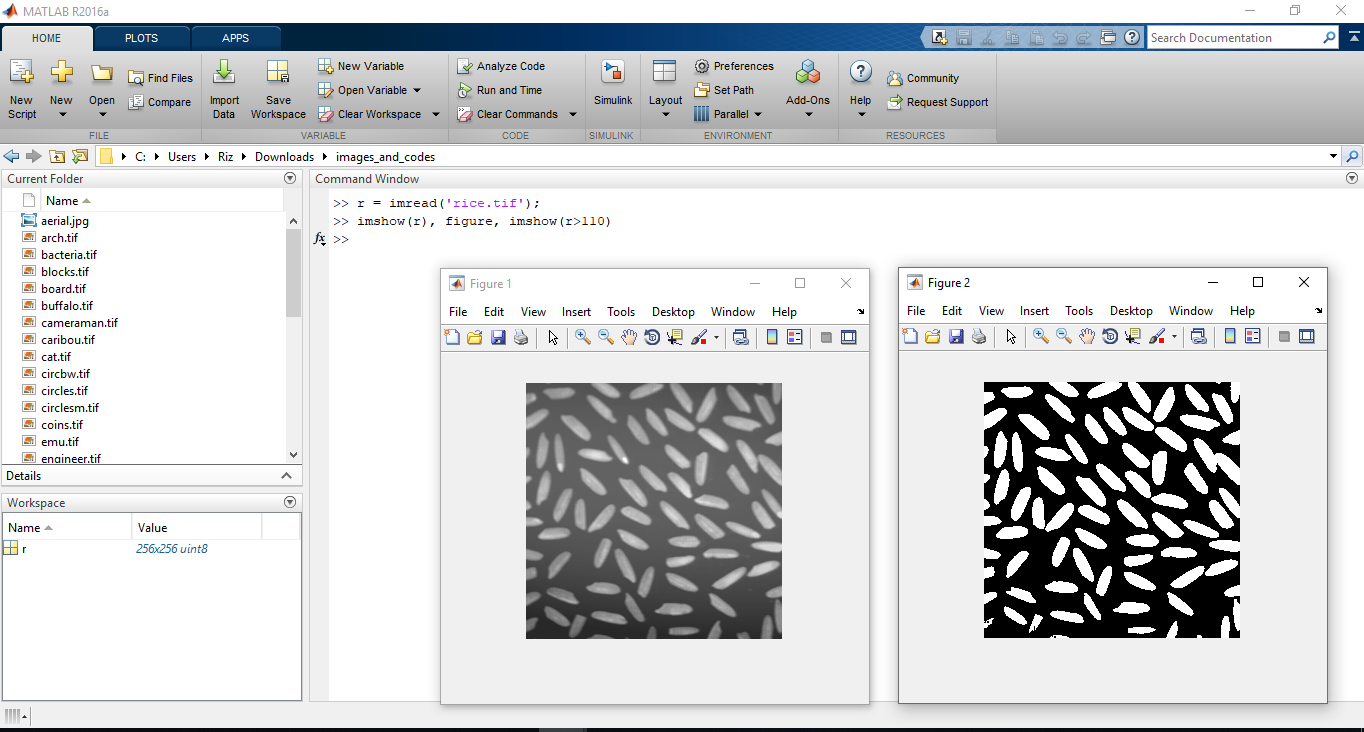 MATLAB R2016a
HOME PLOTS APPS
Search Documentation
New Script
New
Open
Find Files
Compare
Import Data
Save Workspace
New Variable
Open Variable
Clear Workspace
Analyze Code
Run and Time
Clear Commands
Simulink
Layout
Preferences
Set Path
Parallel
Add-Ons
Help
Community
Request Support
FILE VARIABLE CODE SIMULINK ENVIRONMENT RESOURCES
C: Users Riz Downloads images_and_codes
Current Folder
Name
aerial.jpg
arch.tif
bacteria.tif
blocks.tif
board.tif
buffalo.tif
cameraman.tif
caribou.tif
cat.tif
circbw.tif
circles.tif
circlesm.tif
coins.tif
emu.tif
engineer.tif
Details
Workspace
Name Value
r 256x256 uint8
Command Window
>> r = imread('rice.tif');
>> imshow(r), figure, imshow(r>110)
fx >>
Figure 1
File Edit View Insert Tools Desktop Window Help
Figure 2
File Edit View Insert Tools Desktop Window Help